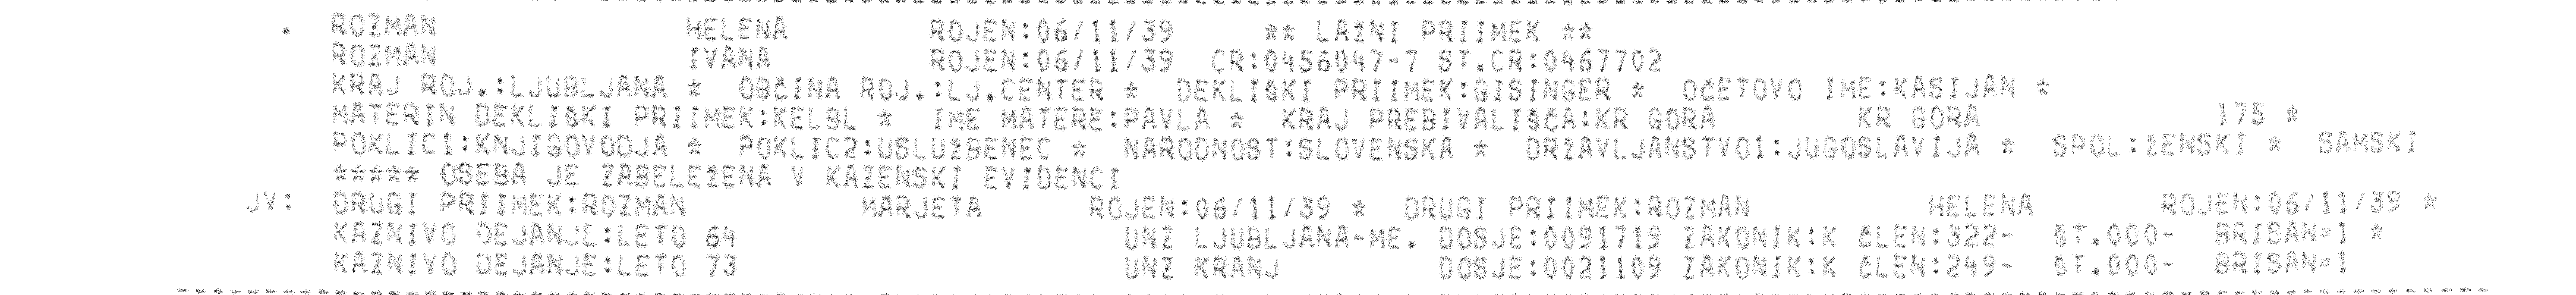 . ROZMAN HELENA ROJEN:06/11/39 ** LAŽNI PRIIMEK **
ROZMAN IVANA ROJEN:06/11/39 CR:0456047-7 ST.CR:0467702
KRAJ ROJ.:LJUBLJANA * OBČINA ROJ.:LJ.CENTER * DEKLIŠKI PRIIMEK:GISINGER * OČETOVO IME:KASIJAN *
MATERIN DEKLIŠKI PRIIMEK:KELBL * IME MATERE:PAVLA * KRAJ PREBIVALIŠČA:KR GORA KR GORA 175 *
POKLIC1:KNJIGOVODJA * POKLIC2:USLUŽBENEC * NARODNOST:SLOVENSKA * DRŽAVLJANSTVO1:JUGOSLAVIJA * SPOL:ŽENSKI * SAMSKI
***** OSEBA JE ZABELEŽENA V KAZENSKI EVIDENCI
JV: DRUGI PRIIMEK:ROZMAN MARJETA ROJEN:06/11/39 * DRUGI PRIIMEK:ROZMAN HELENA ROJEN:06/11/39 *
KAZNIVO DEJANJE:LETO 64 UNZ LJUBLJANA-ME. DOSJE:0091719 ZAKONIK:K ČLEN:322- ŠT.000- BRISAN=1 *
KAZNIVO DEJANJE:LETO 73 UNZ KRANJ DOSJE:0021109 ZAKONIK:K ČLEN:249- ŠT.000- BRISAN=1